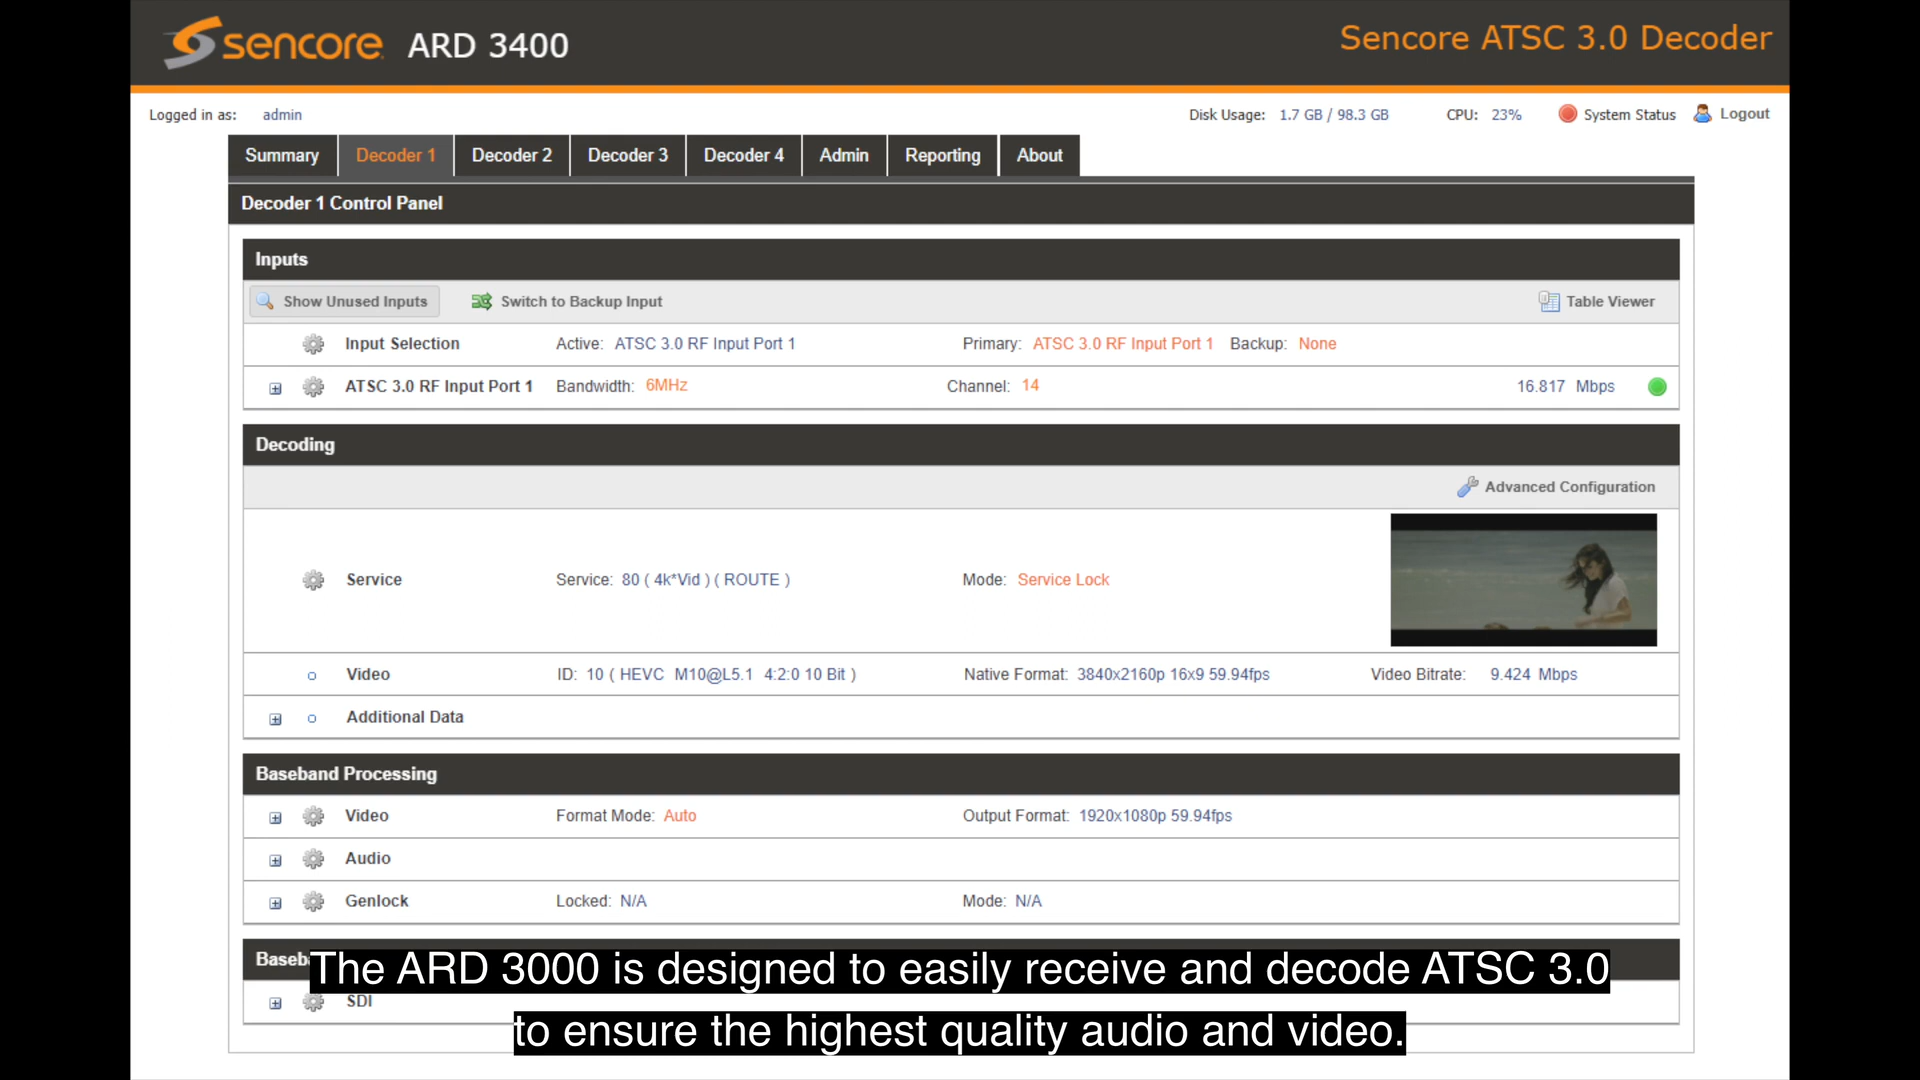 sencore ARD 3400 Sencore ATSC 3.0 Decoder
Logged in as: admin Disk Usage: 1.7 GB / 98.3 GB CPU: 23% System Status Logout
Summary Decoder 1 Decoder 2 Decoder 3 Decoder 4 Admin Reporting About
Decoder 1 Control Panel
Inputs
Show Unused Inputs Switch to Backup Input Table Viewer
Input Selection Active: ATSC 3.0 RF Input Port 1 Primary: ATSC 3.0 RF Input Port 1 Backup: None
ATSC 3.0 RF Input Port 1 Bandwidth: 6MHz Channel: 14 16.817 Mbps
Decoding
Advanced Configuration
Service Service: 80 ( 4k*Vid ) ( ROUTE ) Mode: Service Lock
Video ID: 10 ( HEVC M10@L5.1 4:2:0 10 Bit ) Native Format: 3840x2160p 16x9 59.94fps Video Bitrate: 9.424 Mbps
Additional Data
Baseband Processing
Video Format Mode: Auto Output Format: 1920x1080p 59.94fps
Audio
Genlock Locked: N/A Mode: N/A
The ARD 3000 is designed to easily receive and decode ATSC 3.0
SDI
to ensure the highest quality audio and video.